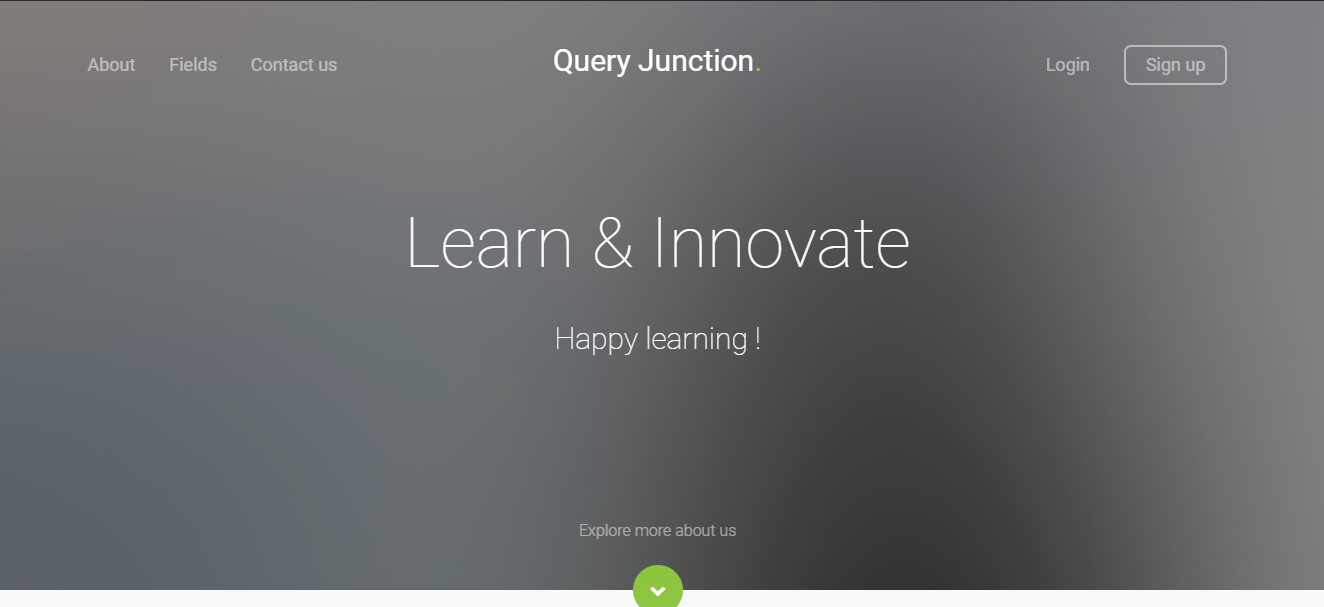 About Fields Contact us Query Junction. Login Sign up
Learn & Innovate
Happy learning !
Explore more about us